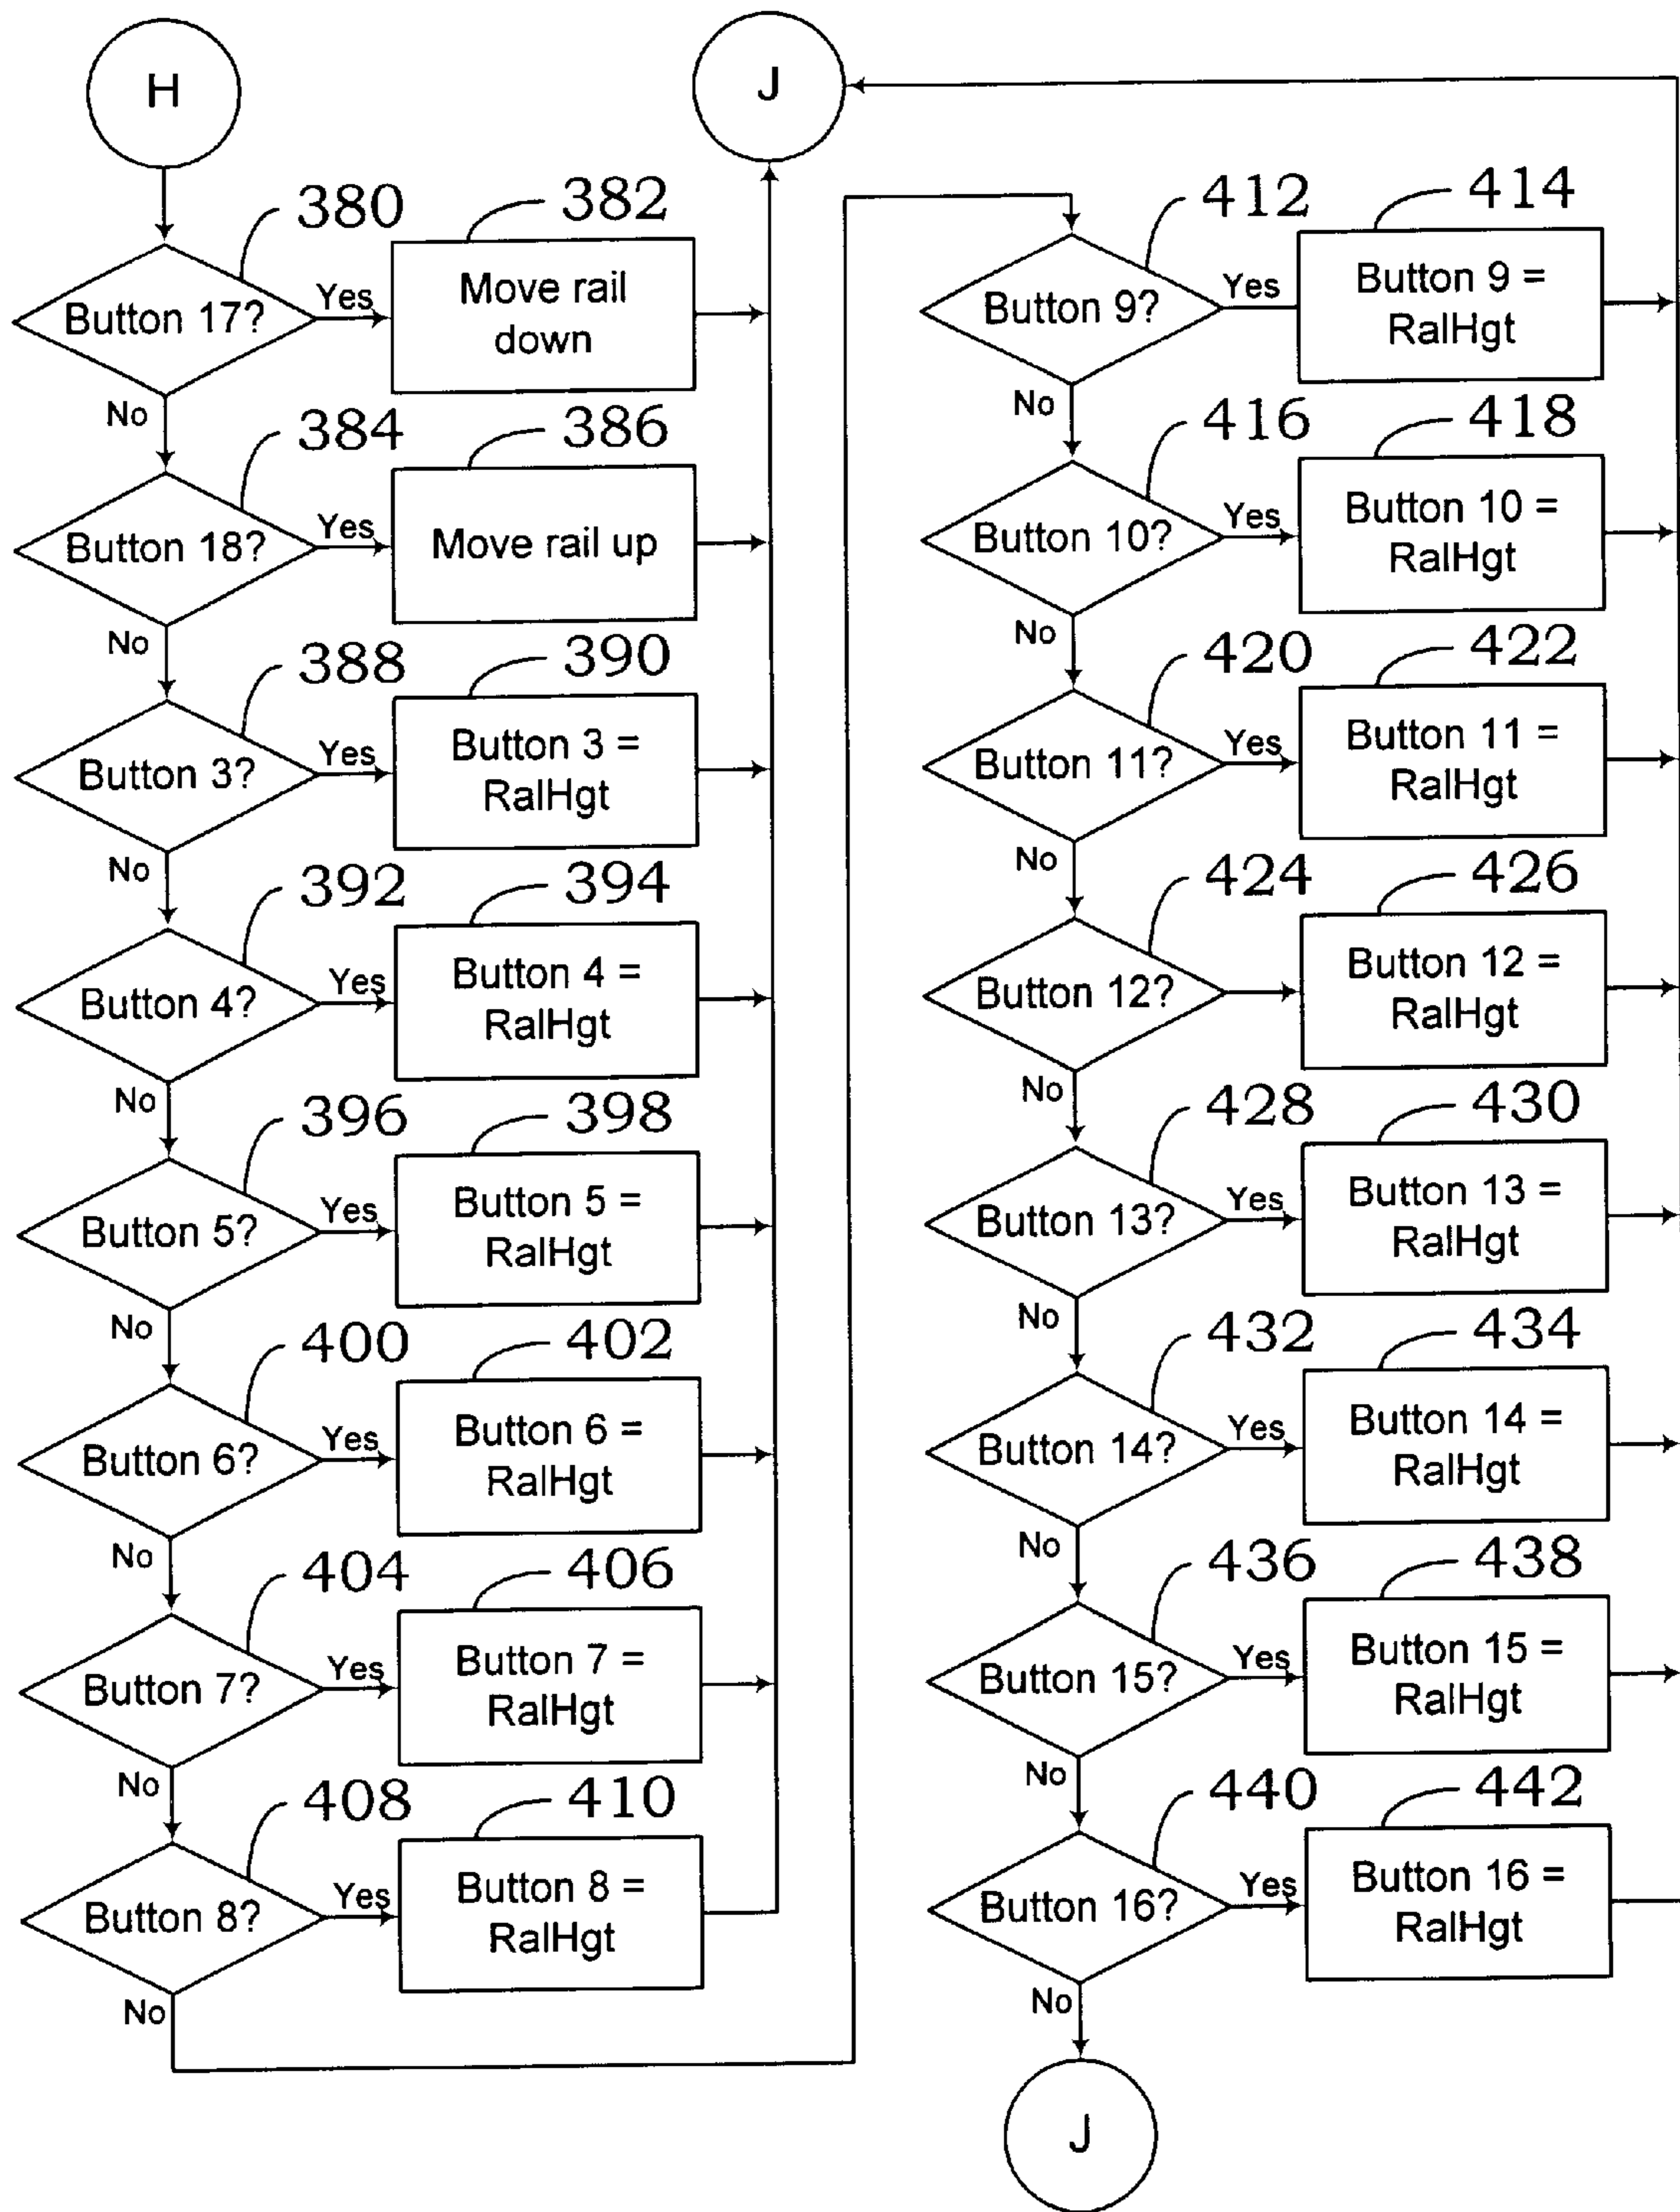 H
J
380
382
Button 17?
Yes
Move rail
down
No
384
386
Button 18?
Yes
Move rail up
No
388
390
Button 3?
Yes
Button 3 =
RalHgt
No
392
394
Button 4?
Yes
Button 4 =
RalHgt
No
396
398
Button 5?
Yes
Button 5 =
RalHgt
No
400
402
Button 6?
Yes
Button 6 =
RalHgt
No
404
406
Button 7?
Yes
Button 7 =
RalHgt
No
408
410
Button 8?
Yes
Button 8 =
RalHgt
No
412
414
Button 9?
Yes
Button 9 =
RalHgt
No
416
418
Button 10?
Yes
Button 10 =
RalHgt
No
420
422
Button 11?
Yes
Button 11 =
RalHgt
No
424
426
Button 12?
Button 12 =
RalHgt
No
428
430
Button 13?
Yes
Button 13 =
RalHgt
No
432
434
Button 14?
Yes
Button 14 =
RalHgt
No
436
438
Button 15?
Yes
Button 15 =
RalHgt
No
440
442
Button 16?
Yes
Button 16 =
RalHgt
No
J